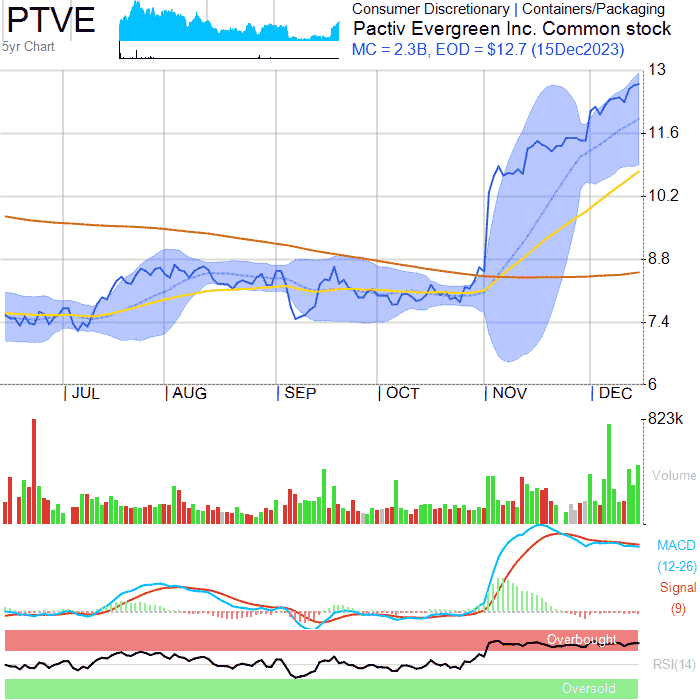 PTVE
5yr Chart
Consumer Discretionary | Containers/Packaging
Pactiv Evergreen Inc. Common stock
MC = 2.3B, EOD = $12.7 (15Dec2023)
13
11.6
10.2
8.8
7.4
6
JUL AUG SEP OCT NOV DEC
823k
Volume
MACD
(12-26)
Signal
(9)
Overbought
RSI(14)
Oversold